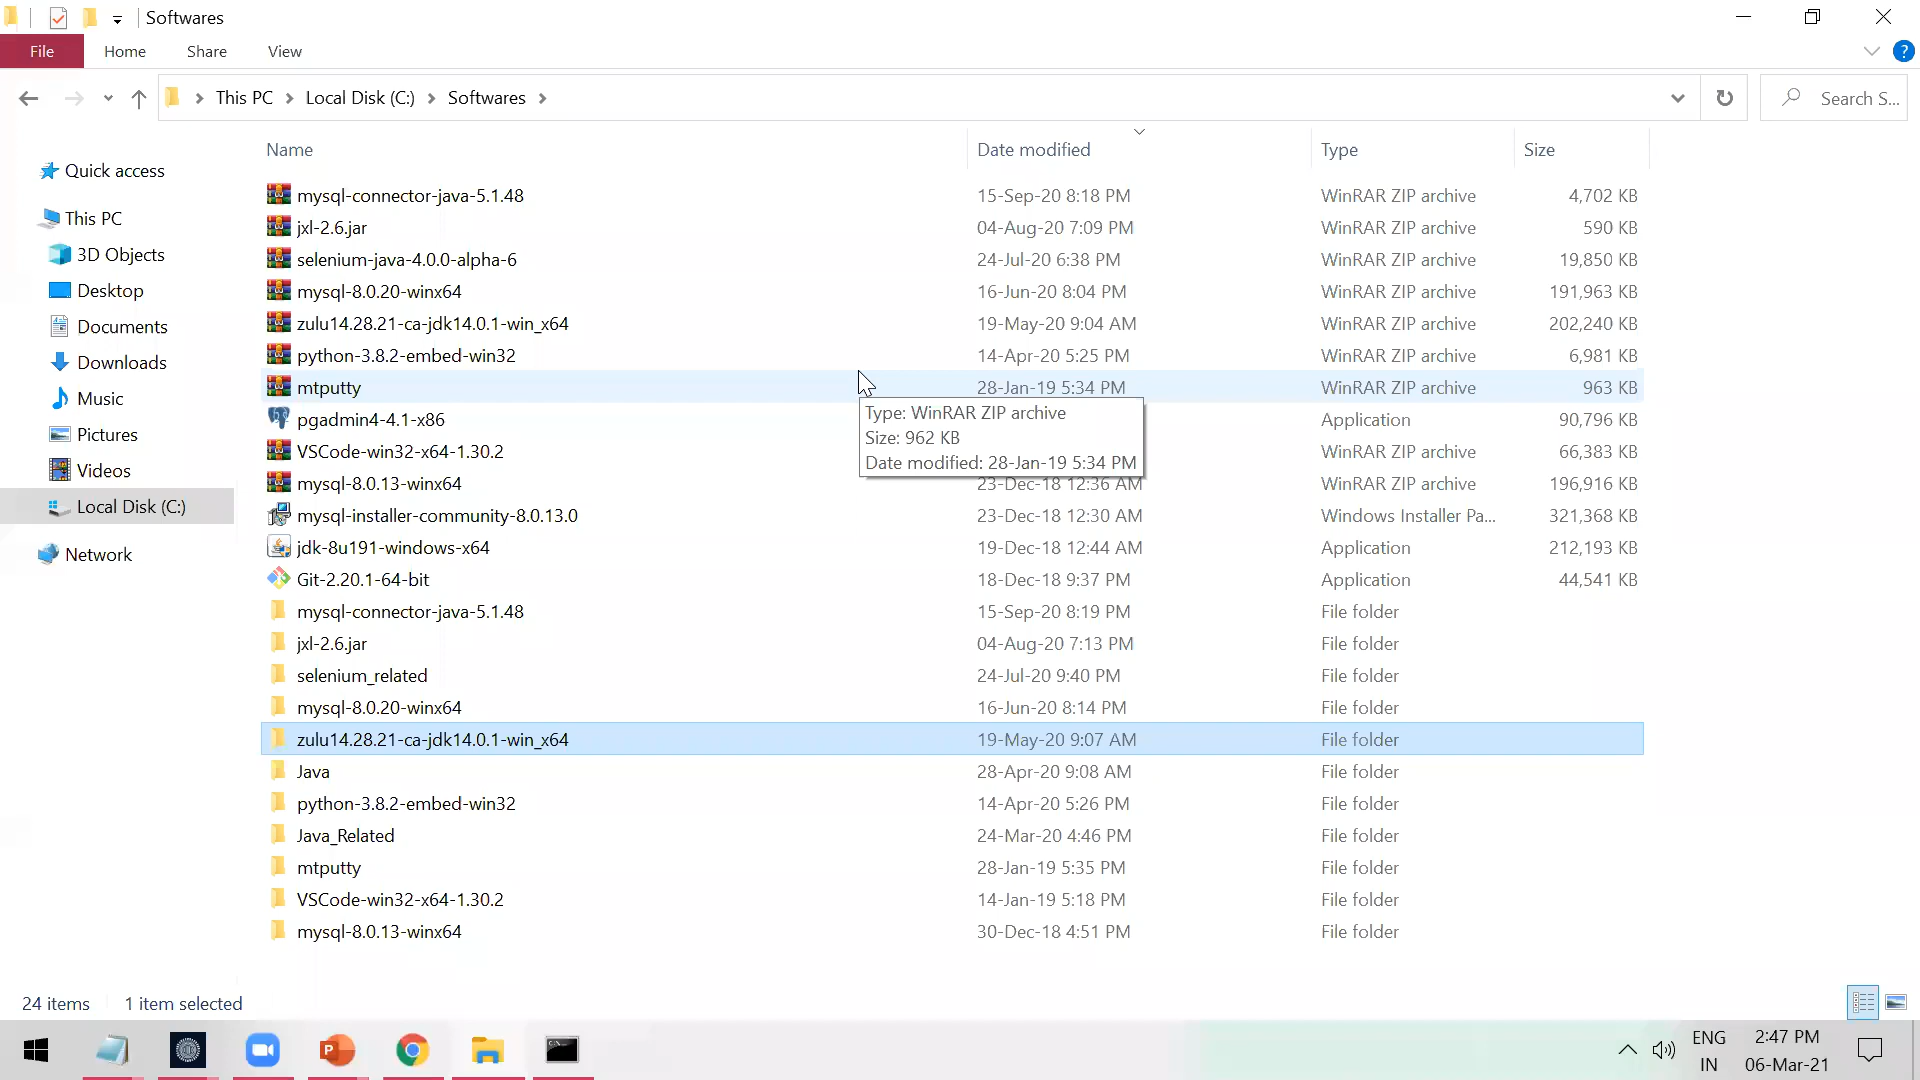 Softwares
File Home Share View
This PC Local Disk (C:) Softwares Search S...
Name Date modified Type Size
Quick access
This PC
3D Objects
Desktop
Documents
Downloads
Music
Pictures
Videos
Local Disk (C:)
Network
mysql-connector-java-5.1.48 15-Sep-20 8:18 PM WinRAR ZIP archive 4,702 KB
jxl-2.6.jar 04-Aug-20 7:09 PM WinRAR ZIP archive 590 KB
selenium-java-4.0.0-alpha-6 24-Jul-20 6:38 PM WinRAR ZIP archive 19,850 KB
mysql-8.0.20-winx64 16-Jun-20 8:04 PM WinRAR ZIP archive 191,963 KB
zulu14.28.21-ca-jdk14.0.1-win_x64 19-May-20 9:04 AM WinRAR ZIP archive 202,240 KB
python-3.8.2-embed-win32 14-Apr-20 5:25 PM WinRAR ZIP archive 6,981 KB
mtputty 28-Jan-19 5:34 PM WinRAR ZIP archive 963 KB
pgadmin4-4.1-x86 Application 90,796 KB
VSCode-win32-x64-1.30.2 WinRAR ZIP archive 66,383 KB
Type: WinRAR ZIP archive
Size: 962 KB
Date modified: 28-Jan-19 5:34 PM
mysql-8.0.13-winx64 23-Dec-18 12:36 AM WinRAR ZIP archive 196,916 KB
mysql-installer-community-8.0.13.0 23-Dec-18 12:30 AM Windows Installer Pa... 321,368 KB
jdk-8u191-windows-x64 19-Dec-18 12:44 AM Application 212,193 KB
Git-2.20.1-64-bit 18-Dec-18 9:37 PM Application 44,541 KB
mysql-connector-java-5.1.48 15-Sep-20 8:19 PM File folder
jxl-2.6.jar 04-Aug-20 7:13 PM File folder
selenium_related 24-Jul-20 9:40 PM File folder
mysql-8.0.20-winx64 16-Jun-20 8:14 PM File folder
zulu14.28.21-ca-jdk14.0.1-win_x64 19-May-20 9:07 AM File folder
Java 28-Apr-20 9:08 AM File folder
python-3.8.2-embed-win32 14-Apr-20 5:26 PM File folder
Java_Related 24-Mar-20 4:46 PM File folder
mtputty 28-Jan-19 5:35 PM File folder
VSCode-win32-x64-1.30.2 14-Jan-19 5:18 PM File folder
mysql-8.0.13-winx64 30-Dec-18 4:51 PM File folder
24 items 1 item selected
ENG 2:47 PM
IN 06-Mar-21